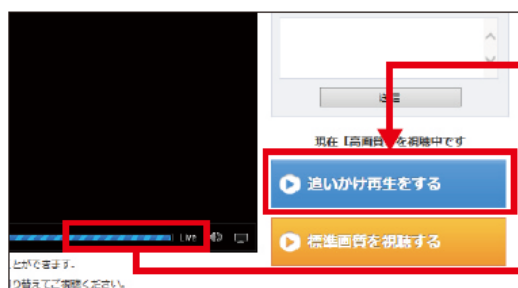 送信
現在【高画質】を視聴中です
追いかけ再生をする
Live
標準画質を視聴する
とができます。
り替えてご視聴ください。